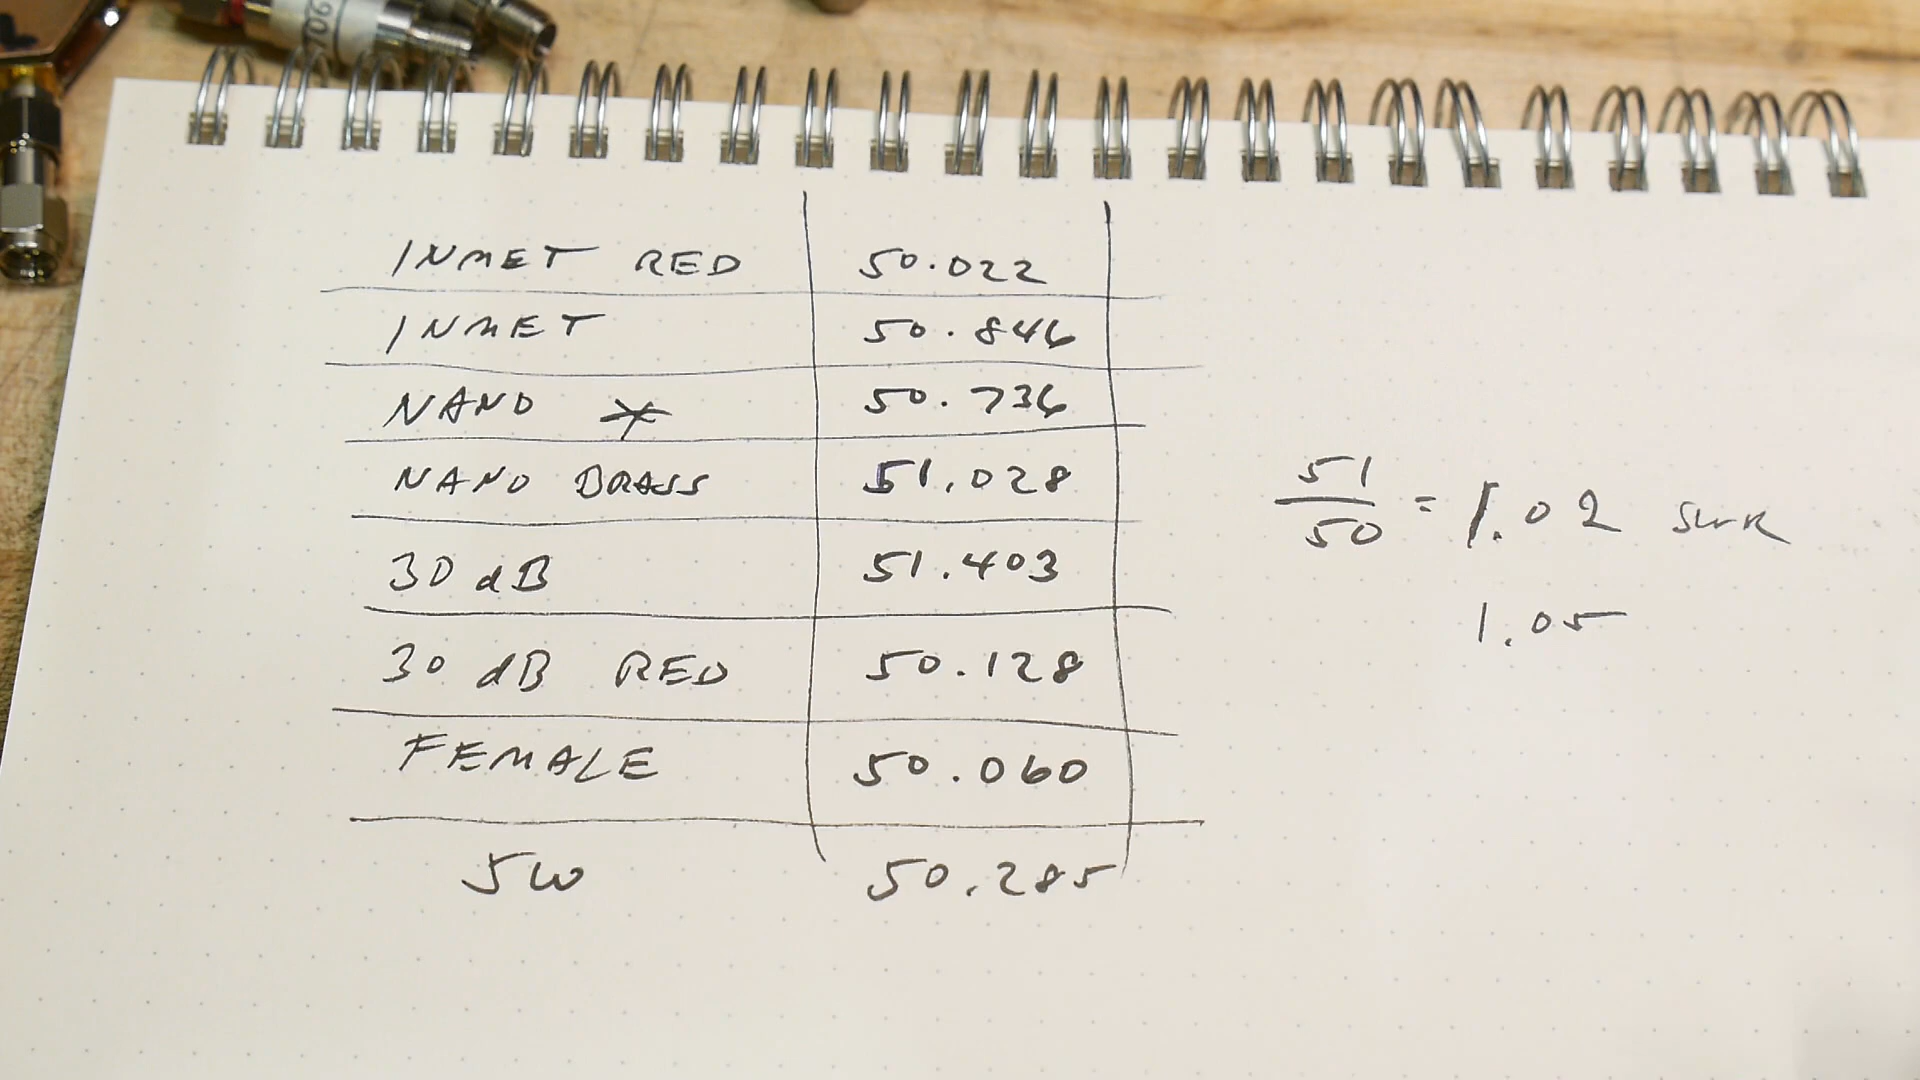 INMET RED 50.022
INMET 50.846
NANO * 50.736
NANO BRASS 51.028
30 dB 51.403
30 dB RED 50.128
FEMALE 50.060
5W 50.285
51
50 = 1.02 SWR
1.05